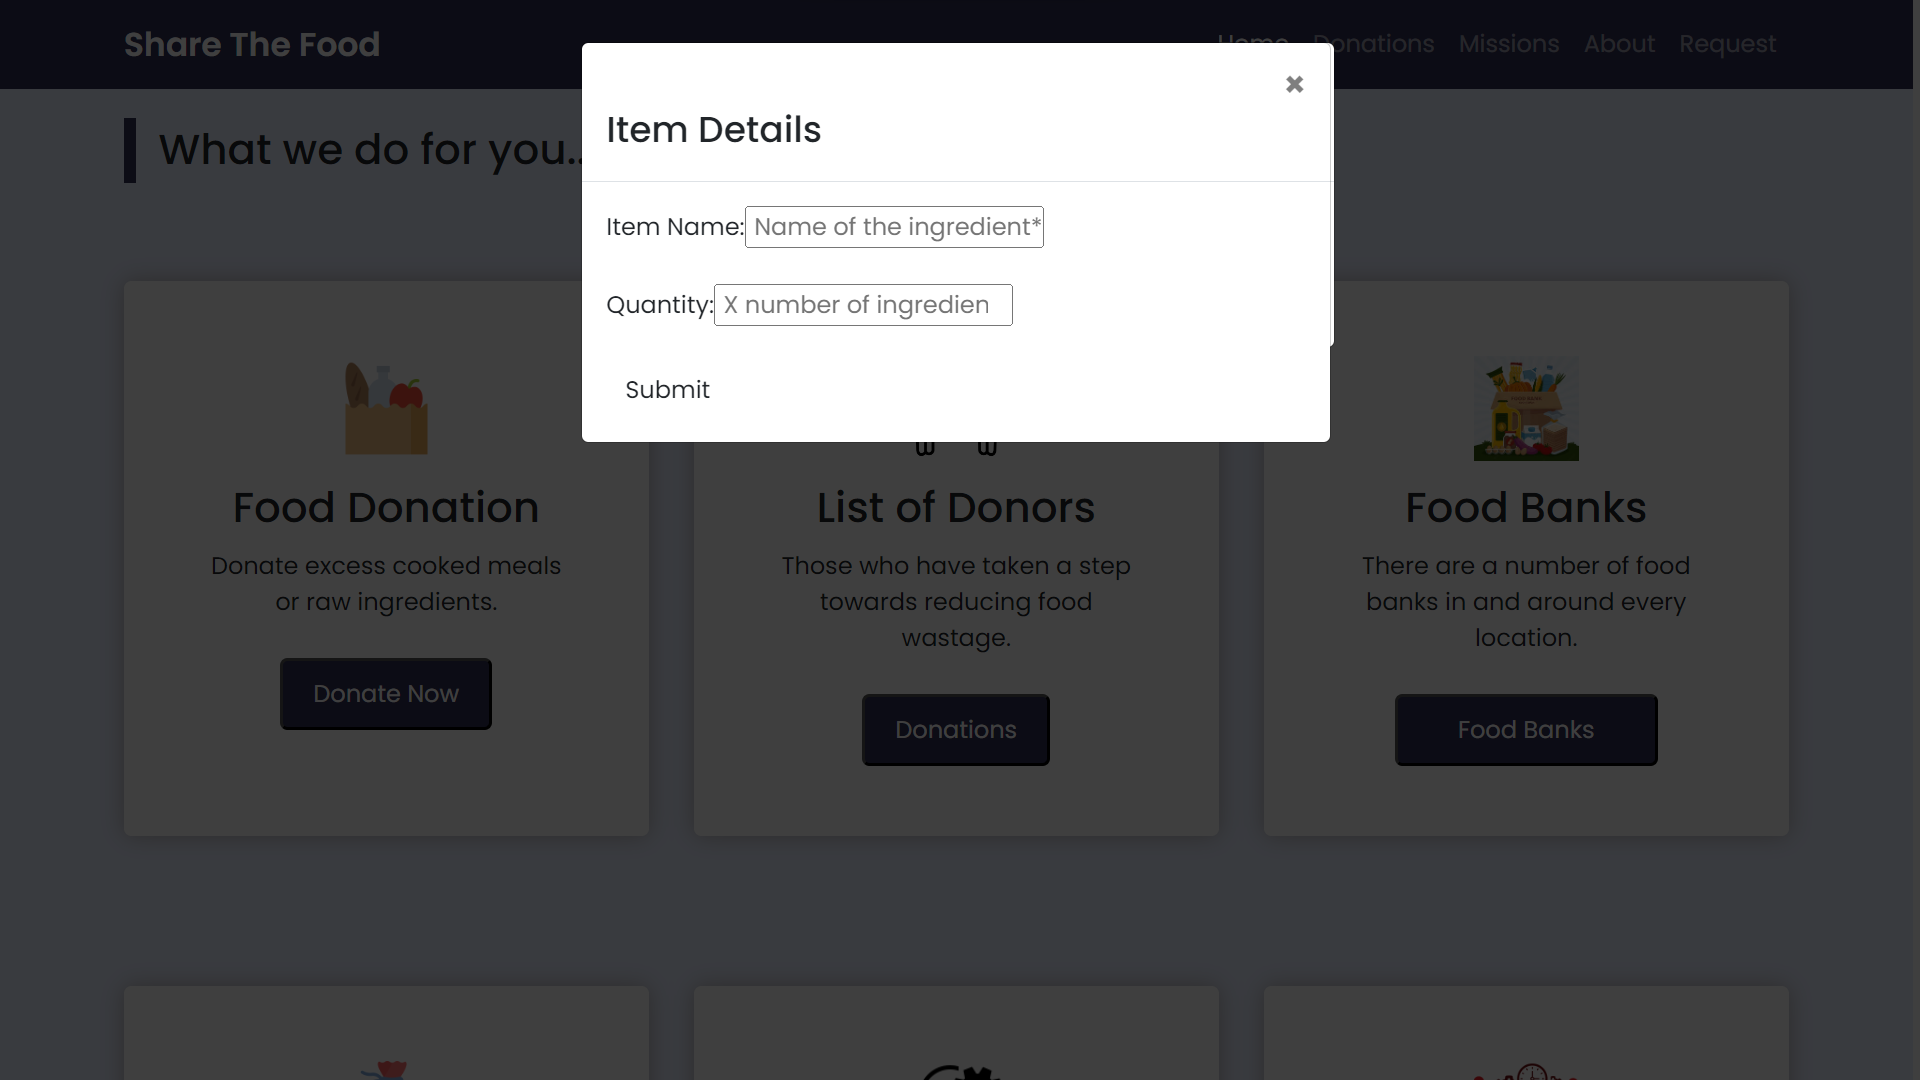 Share The Food
Home Donations Missions About Request
✖
Item Details
What we do for you..
Item Name: Name of the ingredient*
Quantity: X number of ingredien
Submit
Food Donation
Donate excess cooked meals
or raw ingredients.
Donate Now
List of Donors
Those who have taken a step
towards reducing food
wastage.
Donations
Food Banks
There are a number of food
banks in and around every
location.
Food Banks